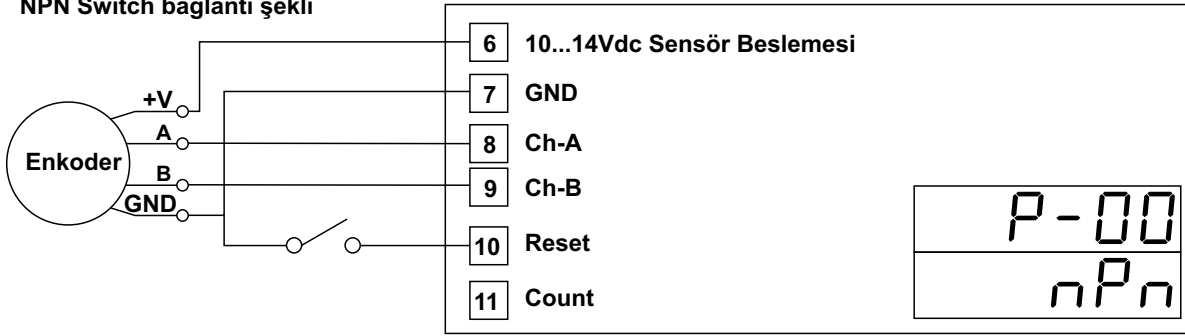 NPN Switch bağlantı şekli
6 10...14Vdc Sensör Beslemesi
7 GND
+V
A
8 Ch-A
Enkoder
B
9 Ch-B
GND
P-00
10 Reset
nPn
11 Count